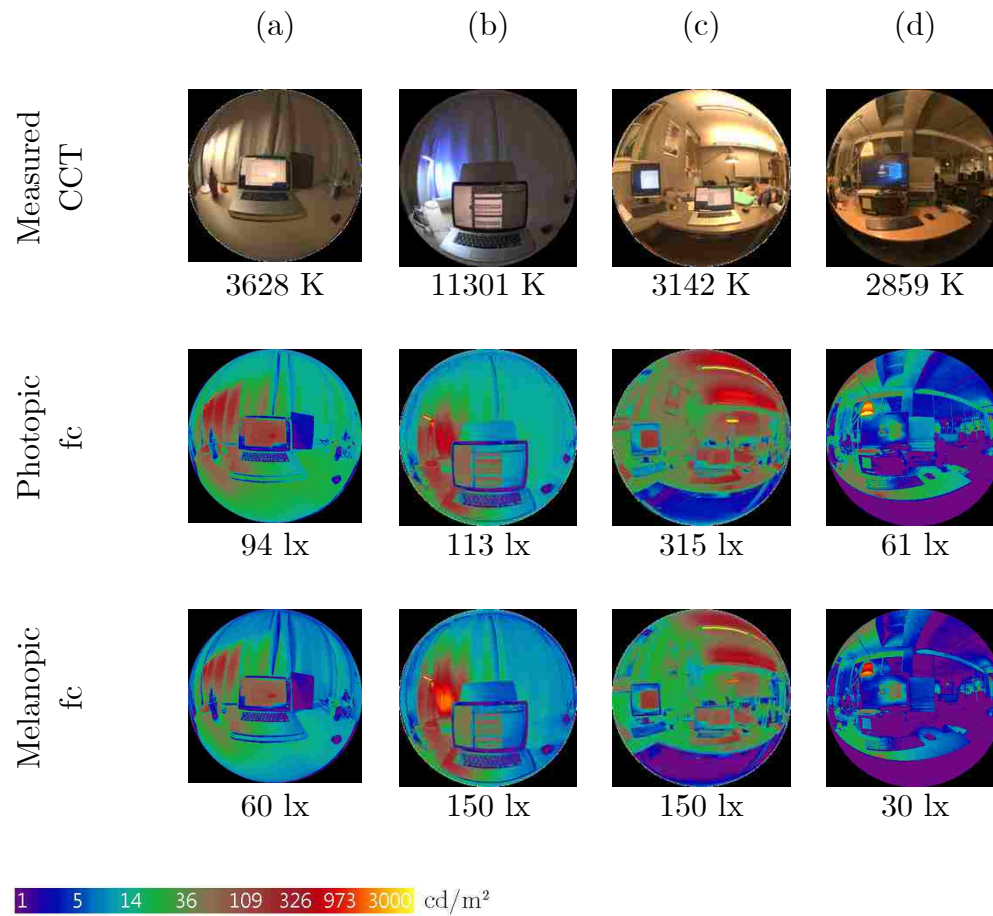 (a) (b) (c) (d)
Measured
CCT
3628 K 11301 K 3142 K 2859 K
Photopic
fc
94 lx 113 lx 315 lx 61 lx
Melanopic
fc
60 lx 150 lx 150 lx 30 lx
1 5 14 36 109 326 973 3000 cd/m²